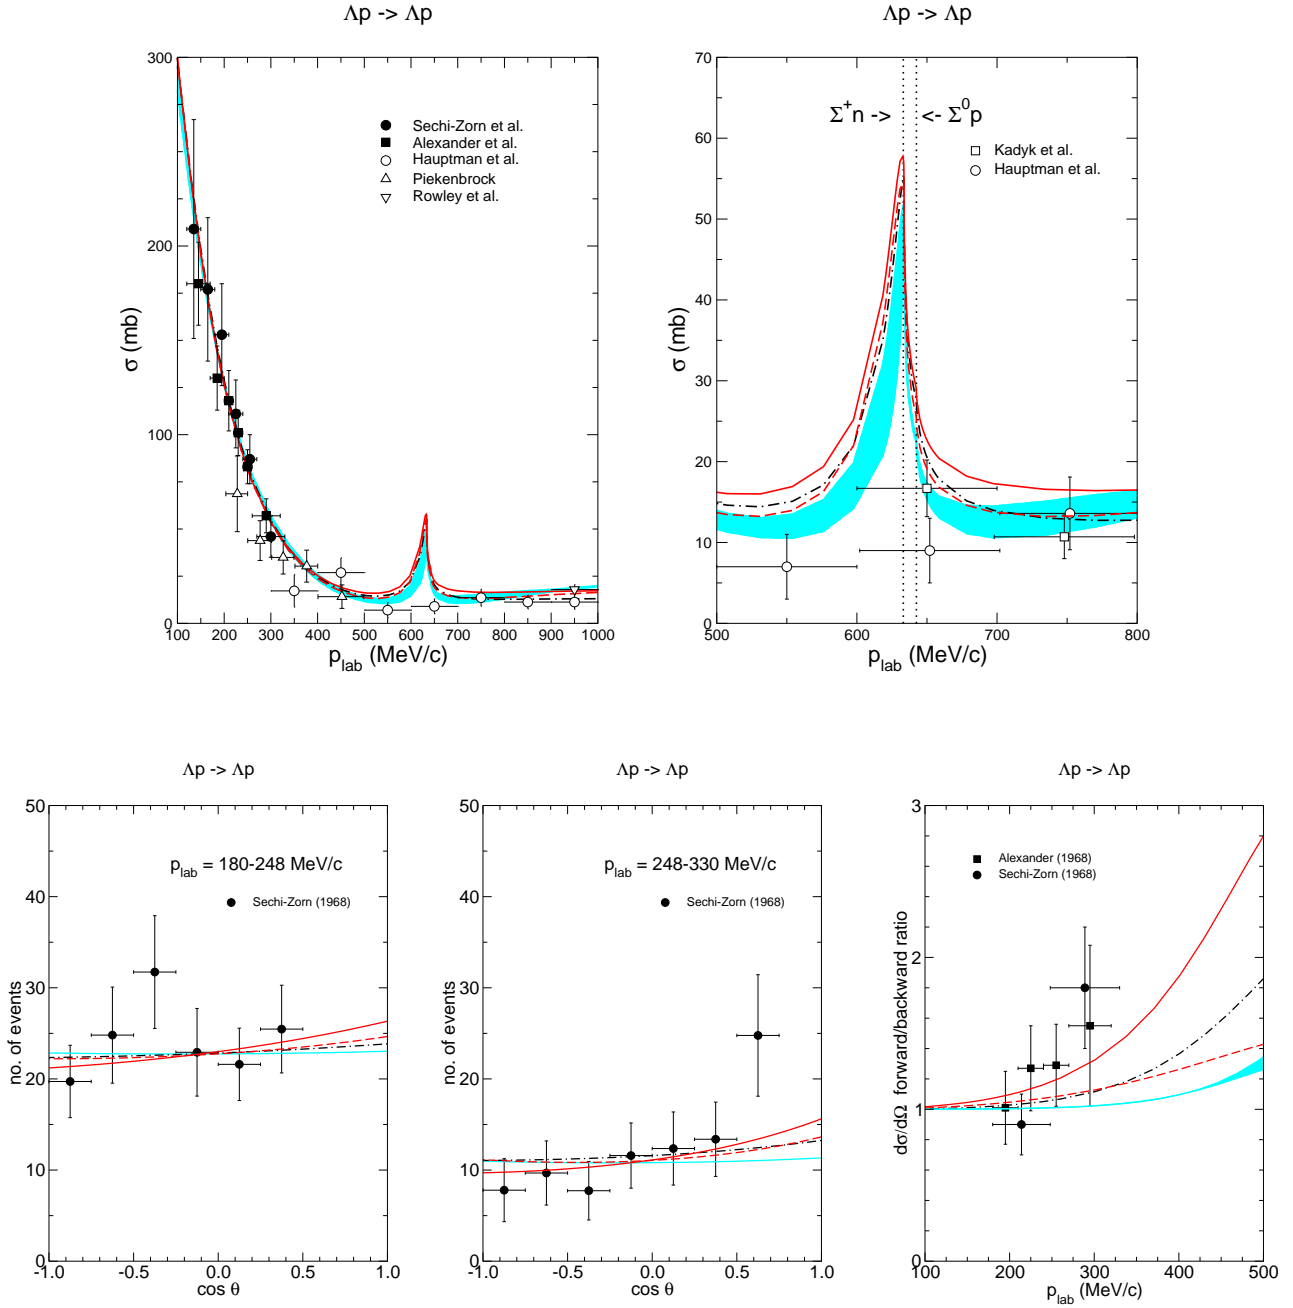 Λp -> Λp
300
200
100
0
σ (mb)
Sechi-Zorn et al.
Alexander et al.
Hauptman et al.
Piekenbrock
Rowley et al.
100 200 300 400 500 600 700 800 900 1000
p_lab (MeV/c)
Λp -> Λp
70
60
50
40
30
20
10
0
σ (mb)
Σ⁺n -> <- Σ⁰p
Kadyk et al.
Hauptman et al.
500 600 700 800
p_lab (MeV/c)
Λp -> Λp
50
40
30
20
10
0
no. of events
p_lab = 180-248 MeV/c
Sechi-Zorn (1968)
-1.0 -0.5 0.0 0.5 1.0
cos θ
Λp -> Λp
50
40
30
20
10
0
no. of events
p_lab = 248-330 MeV/c
Sechi-Zorn (1968)
-1.0 -0.5 0.0 0.5 1.0
cos θ
Λp -> Λp
3
2
1
0
dσ/dΩ forward/backward ratio
Alexander (1968)
Sechi-Zorn (1968)
100 200 300 400 500
p_lab (MeV/c)